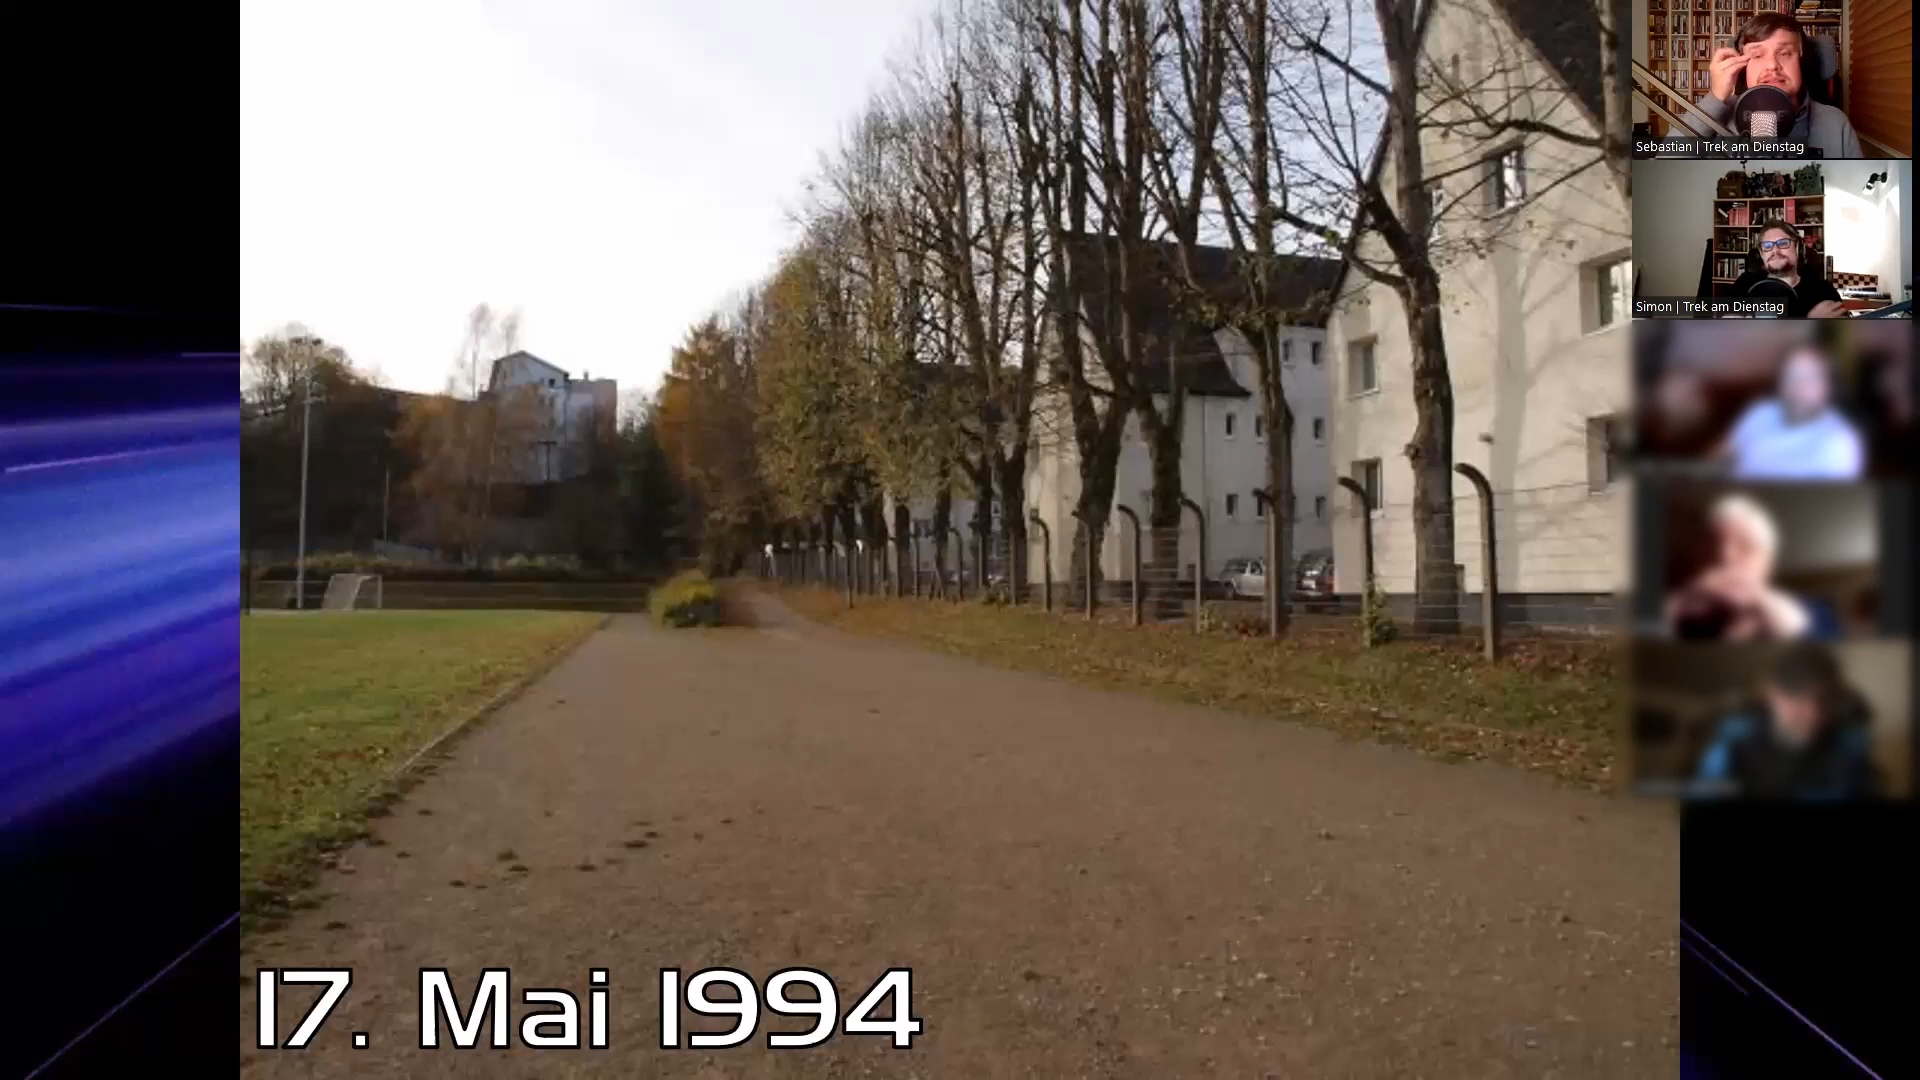 Sebastian | Trek am Dienstag
Simon | Trek am Dienstag
17. Mai 1994